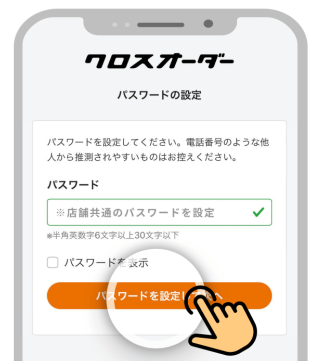 クロスオーダー
パスワードの設定
パスワードを設定してください。電話番号のような他
人から推測されやすいものはお控えください。
パスワード
※店舗共通のパスワードを設定
※半角英数字6文字以上30文字以下
パスワードを表示
パスワードを設定し へ